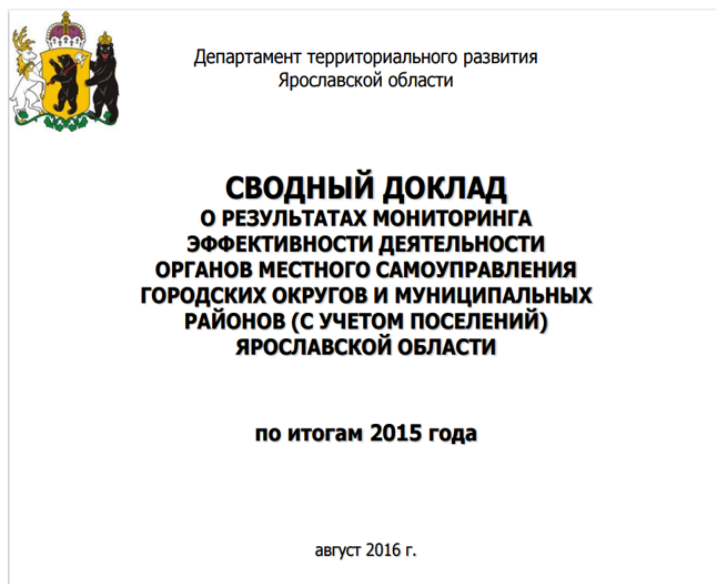 Департамент территориального развития
Ярославской области
СВОДНЫЙ ДОКЛАД
О РЕЗУЛЬТАТАХ МОНИТОРИНГА
ЭФФЕКТИВНОСТИ ДЕЯТЕЛЬНОСТИ
ОРГАНОВ МЕСТНОГО САМОУПРАВЛЕНИЯ
ГОРОДСКИХ ОКРУГОВ И МУНИЦИПАЛЬНЫХ
РАЙОНОВ (С УЧЕТОМ ПОСЕЛЕНИЙ)
ЯРОСЛАВСКОЙ ОБЛАСТИ
по итогам 2015 года
август 2016 г.